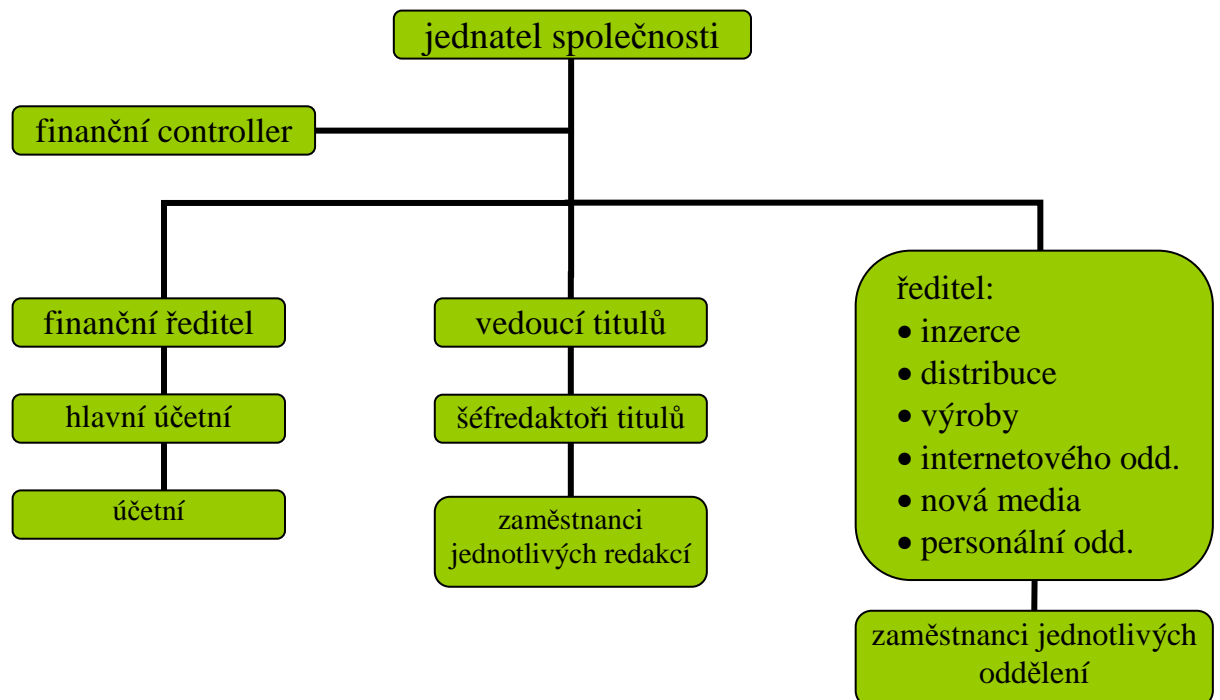 jednatel společnosti
finanční controller
finanční ředitel
hlavní účetní
účetní
vedoucí titulů
šéfredaktoři titulů
zaměstnanci
jednotlivých redakcí
ředitel:
• inzerce
• distribuce
• výroby
• internetového odd.
• nová media
• personální odd.
zaměstnanci jednotlivých
oddělení